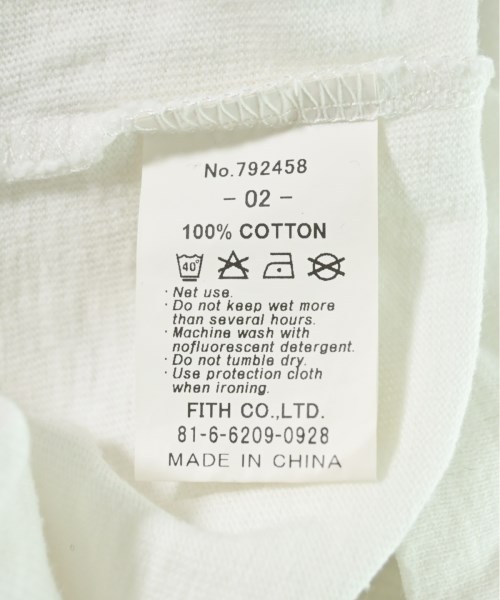 No.792458
- 02 -
100% COTTON
40°
· Net use.
· Do not keep wet more
than several hours.
· Machine wash with
nofluorescent detergent.
· Do not tumble dry.
· Use protection cloth
when ironing.
FITH CO.,LTD.
81-6-6209-0928
MADE IN CHINA